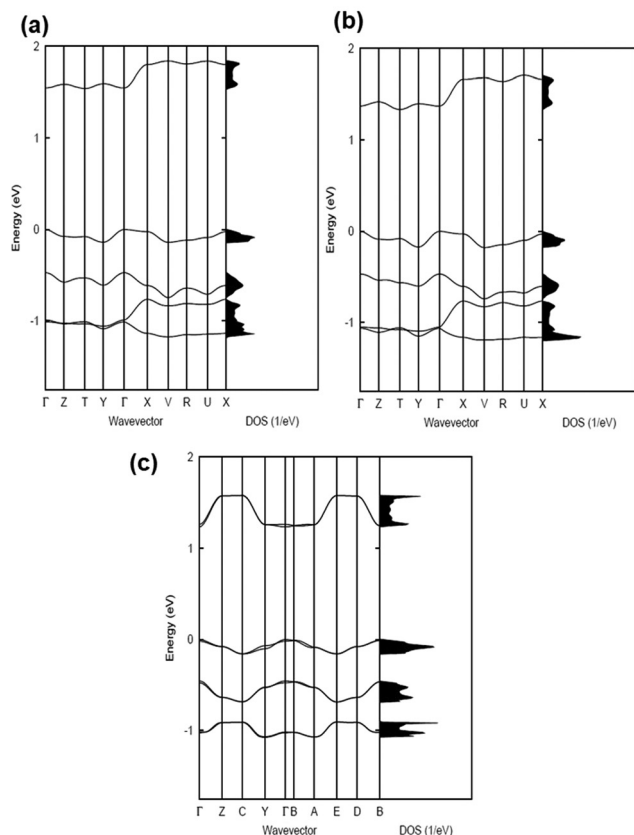 (a)
2
1
0
-1
Energy (eV)
Γ Z T Y Γ X V R U X
Wavevector DOS (1/eV)
(b)
2
1
0
-1
Energy (eV)
Γ Z T Y Γ X V R U X
Wavevector DOS (1/eV)
(c)
2
1
0
-1
Energy (eV)
Γ Z C Y Γ B A E D B
Wavevector DOS (1/eV)